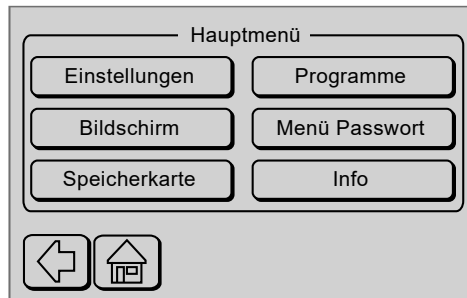 Hauptmenü
Einstellungen
Programme
Bildschirm
Menü Passwort
Speicherkarte
Info